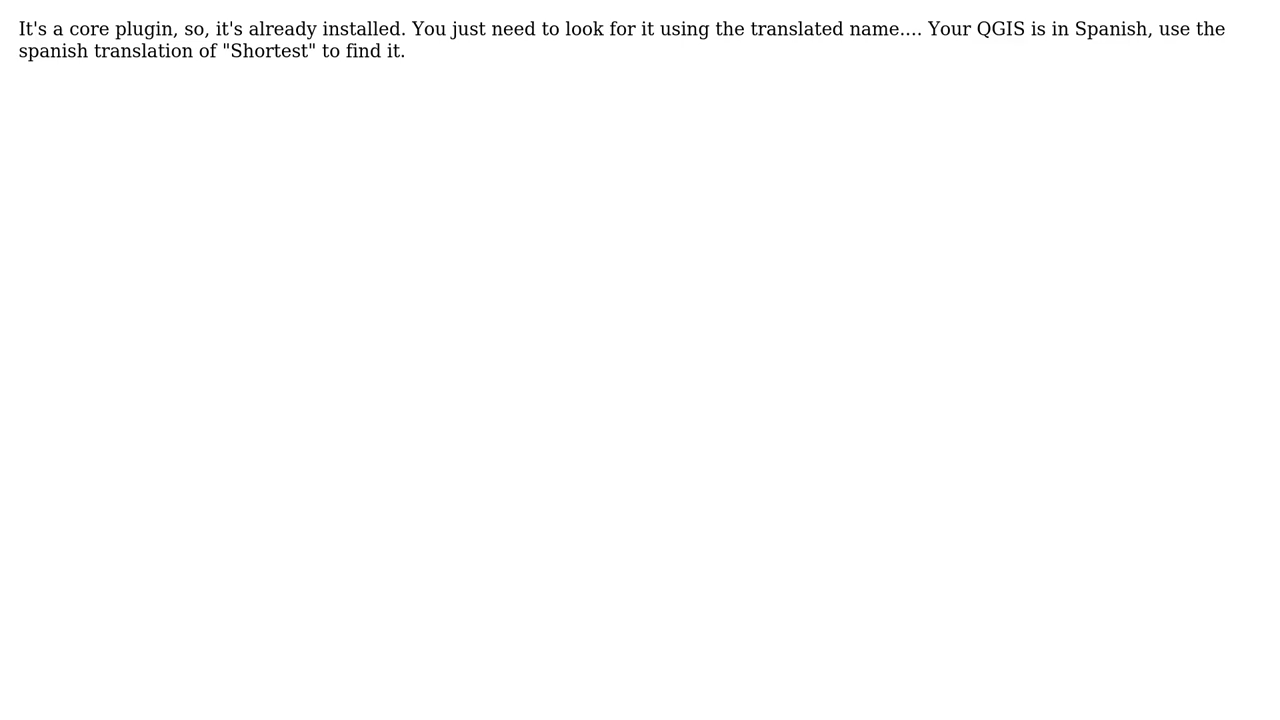 It's a core plugin, so, it's already installed. You just need to look for it using the translated name.... Your QGIS is in Spanish, use the
spanish translation of "Shortest" to find it.